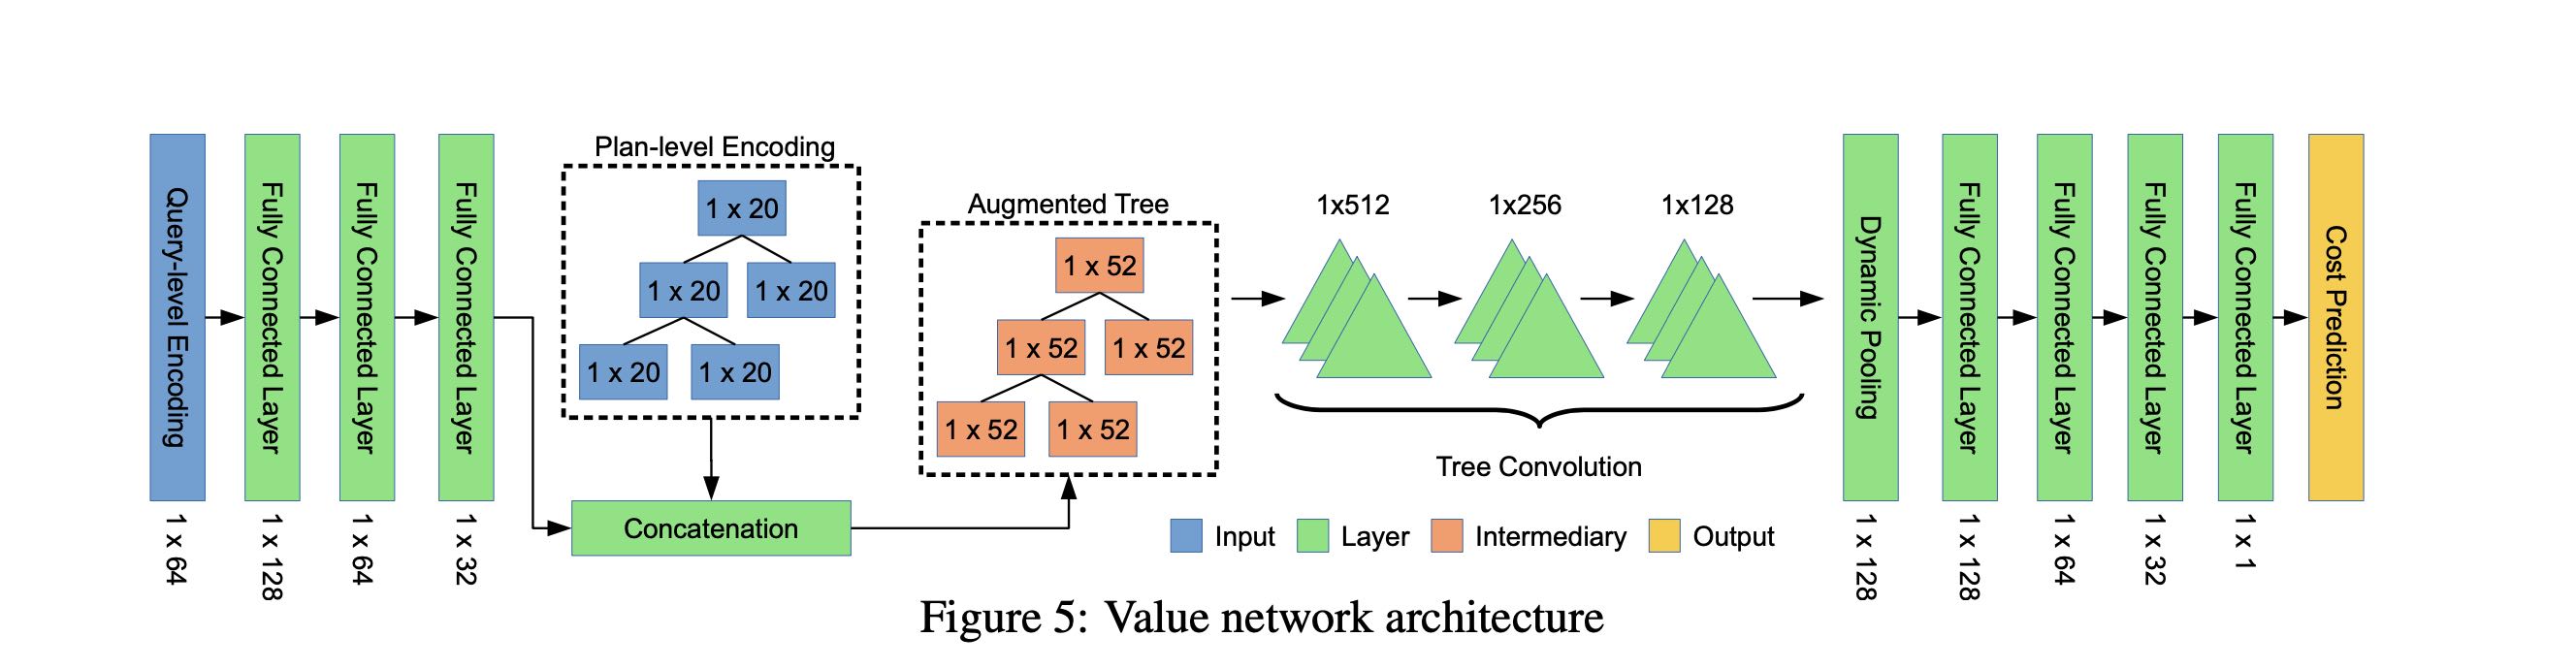 Query-level Encoding
1 x 64
Fully Connected Layer
1 x 128
Fully Connected Layer
1 x 64
Fully Connected Layer
1 x 32
Plan-level Encoding
1 x 20
1 x 20
1 x 20
1 x 20
1 x 20
Concatenation
Augmented Tree
1 x 52
1 x 52
1 x 52
1 x 52
1 x 52
1x512
1x256
1x128
Tree Convolution
Input
Layer
Intermediary
Output
Dynamic Pooling
1 x 128
Fully Connected Layer
1 x 128
Fully Connected Layer
1 x 64
Fully Connected Layer
1 x 32
Fully Connected Layer
1 x 1
Cost Prediction
Figure 5: Value network architecture